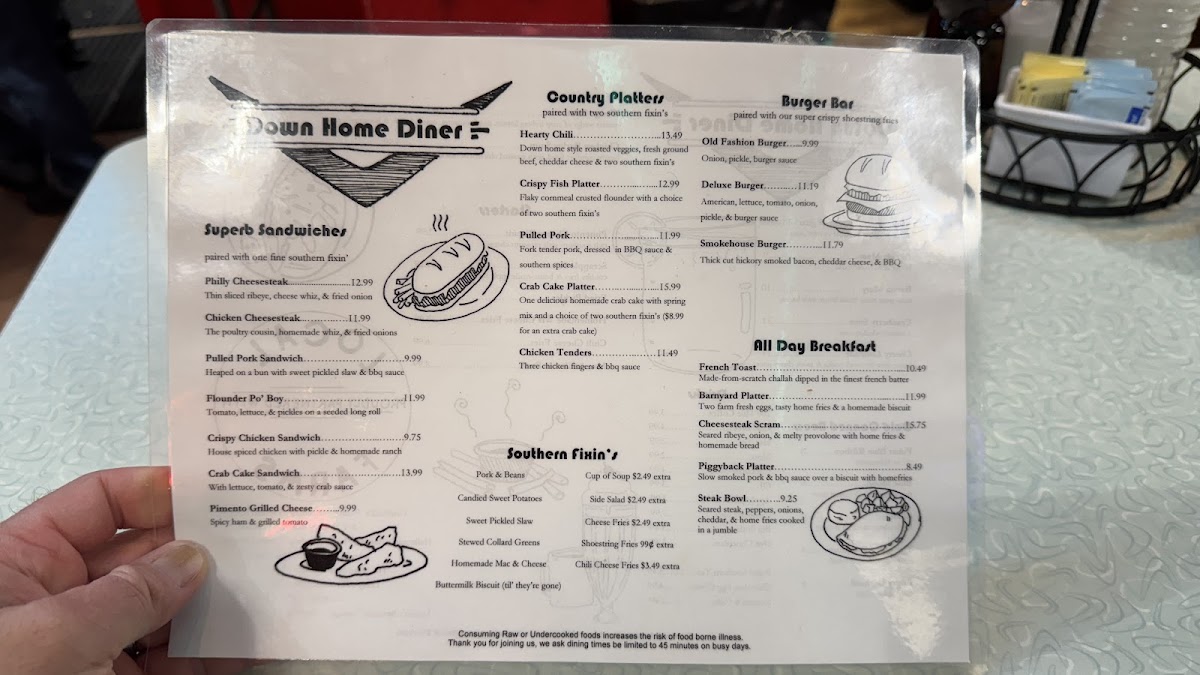 Down Home Diner
Superb Sandwiches
paired with one fine southern fixin'
Philly Cheesesteak.........................12.99
Thin sliced ribeye, cheese whiz, & fried onion
Chicken Cheesesteak................11.99
The poultry cousin, homemade whiz, & fried onions
Pulled Pork Sandwich.................................9.99
Heaped on a bun with sweet pickled slaw & bbq sauce
Flounder Po' Boy.......................................11.99
Tomato, lettuce, & pickles on a seeded long roll
Crispy Chicken Sandwich..........................9.75
House spiced chicken with pickle & homemade ranch
Crab Cake Sandwich.................................13.99
With lettuce, tomato, & zesty crab sauce
Pimento Grilled Cheese.........9.99
Spicy ham & grilled tomato
Country Platters
paired with two southern fixin's
Hearty Chili.............................13.49
Down home style roasted veggies, fresh ground
beef, cheddar cheese & two southern fixin's
Crispy Fish Platter...................12.99
Flaky cornmeal crusted flounder with a choice
of two southern fixin's
Pulled Pork.............................11.99
Fork tender pork, dressed in BBQ sauce &
southern spices
Crab Cake Platter.....................15.99
One delicious homemade crab cake with spring
mix and a choice of two southern fixin's ($8.99
for an extra crab cake)
Chicken Tenders.....................11.49
Three chicken fingers & bbq sauce
Southern Fixin's
Pork & Beans
Candied Sweet Potatoes
Sweet Pickled Slaw
Stewed Collard Greens
Homemade Mac & Cheese
Buttermilk Biscuit (til' they're gone)
Cup of Soup $2.49 extra
Side Salad $2.49 extra
Cheese Fries $2.49 extra
Shoestring Fries 99¢ extra
Chili Cheese Fries $3.49 extra
Burger Bar
paired with our super crispy shoestring fries
Old Fashion Burger......9.99
Onion, pickle, burger sauce
Deluxe Burger...........11.19
American, lettuce, tomato, onion,
pickle, & burger sauce
Smokehouse Burger............11.79
Thick cut hickory smoked bacon, cheddar cheese, & BBQ
All Day Breakfast
French Toast..................................................10.49
Made-from-scratch challah dipped in the finest french batter
Barnyard Platter.............................................11.99
Two farm fresh eggs, tasty home fries & a homemade biscuit
Cheesesteak Scram.........................................15.75
Seared ribeye, onion, & melty provolone with home fries &
homemade bread
Piggyback Platter............................................8.49
Slow smoked pork & bbq sauce over a biscuit with homefries
Steak Bowl...........9.25
Seared steak, peppers, onions,
cheddar, & home fries cooked
in a jumble
Consuming Raw or Undercooked foods increases the risk of food borne illness.
Thank you for joining us, we ask dining times be limited to 45 minutes on busy days.